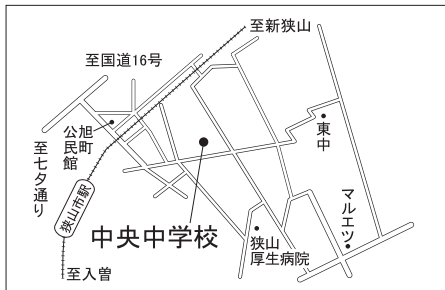 至新狭山
至国道16号
旭町
公民館
至七夕通り
狭山市駅
至入曽
中央中学校
東中
マルエツ
狭山
厚生病院